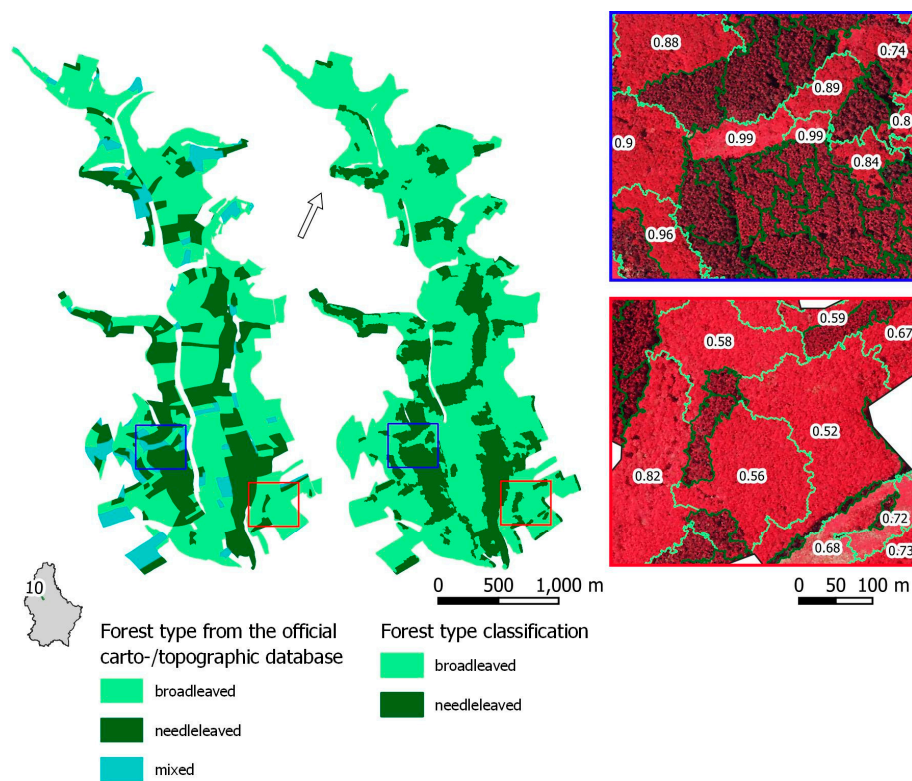 0.88
0.74
0.89
0.8
0.99
0.99
0.9
0.84
0.96
0.59
0.58
0.67
0.52
0.82
0.56
0.72
0.68
0.73
10
0 500 1,000 m
0 50 100 m
Forest type from the official
carto-/topographic database
broadleaved
needleleaved
mixed
Forest type classification
broadleaved
needleleaved